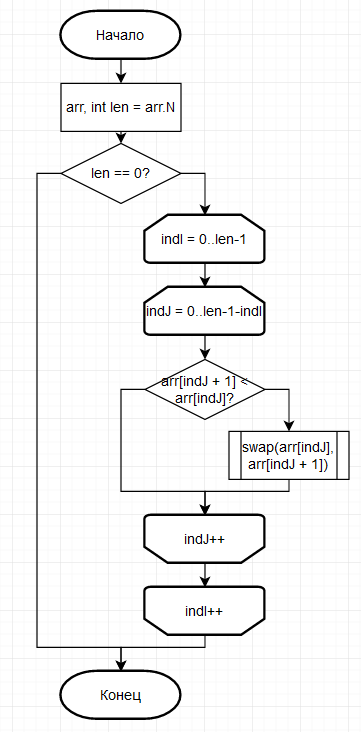 Начало
arr, int len = arr.N
len == 0?
indI = 0..len-1
indJ = 0..len-1-indI
arr[indJ + 1] <
arr[indJ]?
swap(arr[indJ],
arr[indJ + 1])
indJ++
indI++
Конец